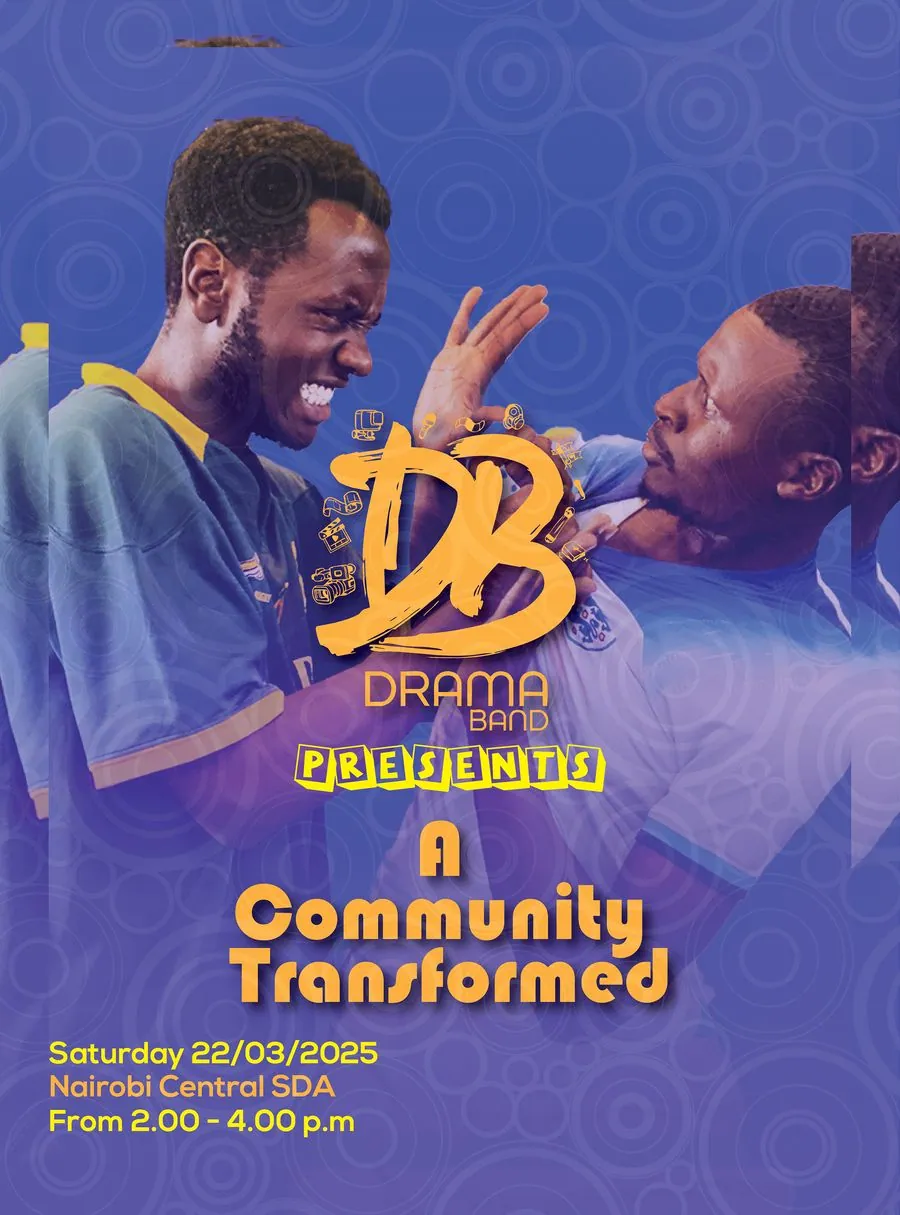 DB
DRAMA
BAND
PRESENTS
A
Community
Transformed
Saturday 22/03/2025
Nairobi Central SDA
From 2.00 - 4.00 p.m